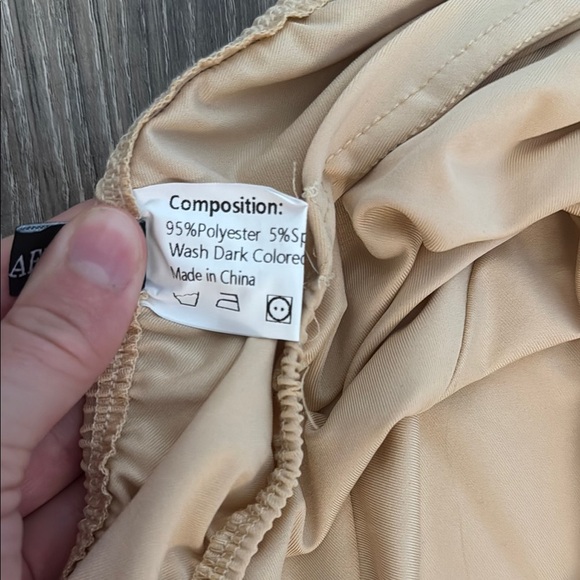 Composition:
95%Polyester 5%Sp
Wash Dark Colored
Made in China